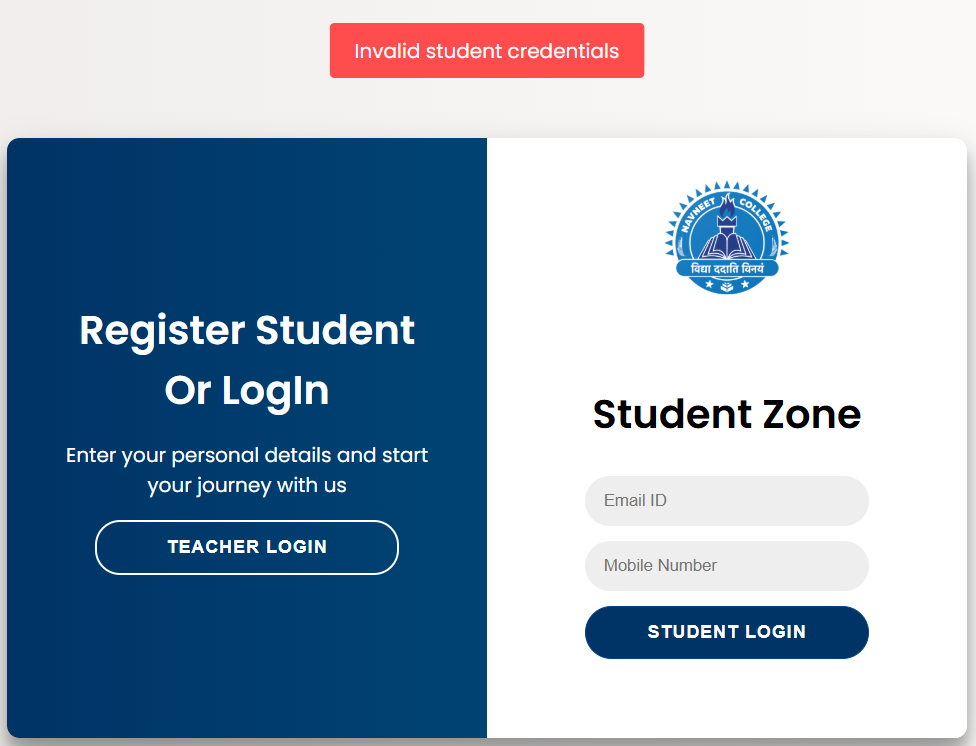 Invalid student credentials
Register Student
Or LogIn
Enter your personal details and start
your journey with us
TEACHER LOGIN
NAVNEET COLLEGE
विद्या ददाति विनयं
Student Zone
Email ID
Mobile Number
STUDENT LOGIN